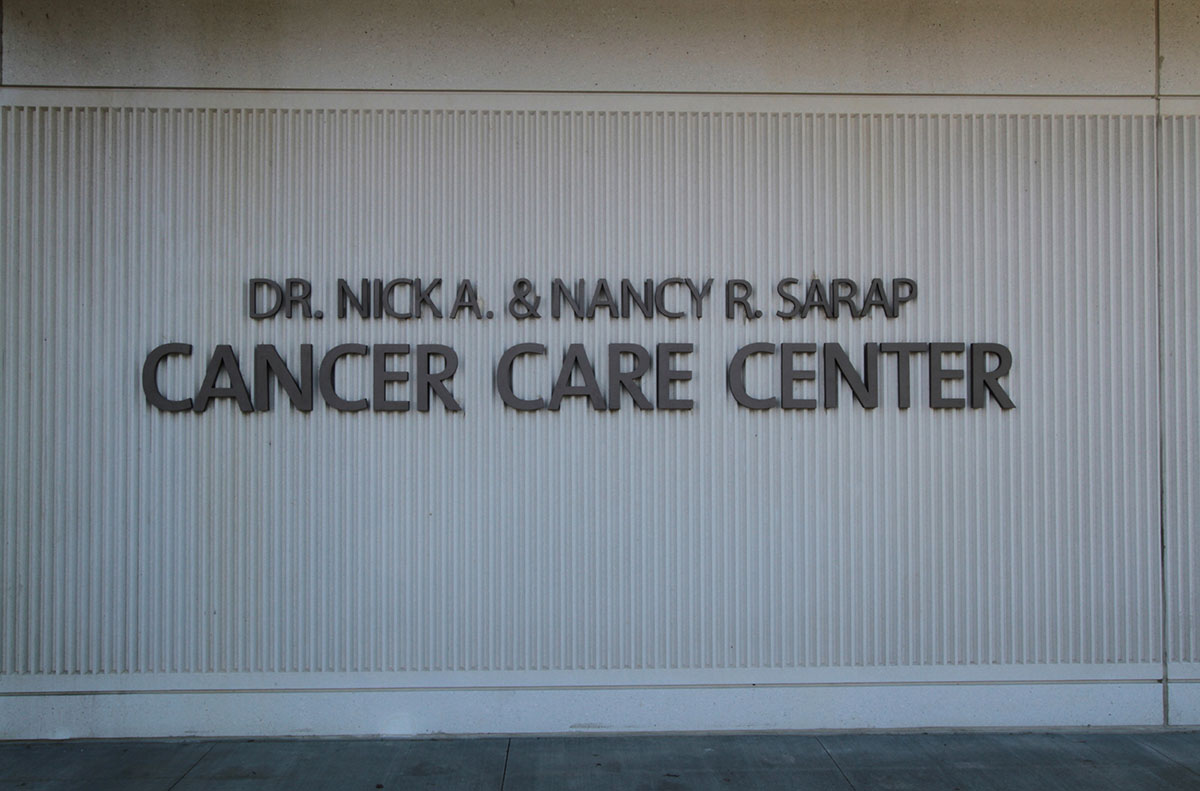 DR. NICK A. & NANCY R. SARAP
CANCER CARE CENTER